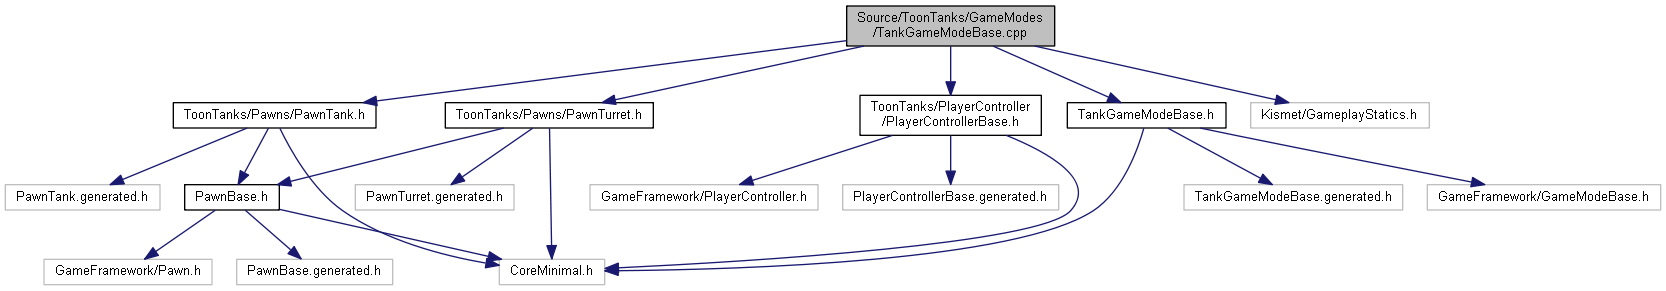 Source/ToonTanks/GameModes
/TankGameModeBase.cpp
ToonTanks/Pawns/PawnTank.h
ToonTanks/Pawns/PawnTurret.h
ToonTanks/PlayerController
/PlayerControllerBase.h
TankGameModeBase.h
Kismet/GameplayStatics.h
PawnTank.generated.h
PawnBase.h
PawnTurret.generated.h
GameFramework/PlayerController.h
PlayerControllerBase.generated.h
TankGameModeBase.generated.h
GameFramework/GameModeBase.h
GameFramework/Pawn.h
PawnBase.generated.h
CoreMinimal.h